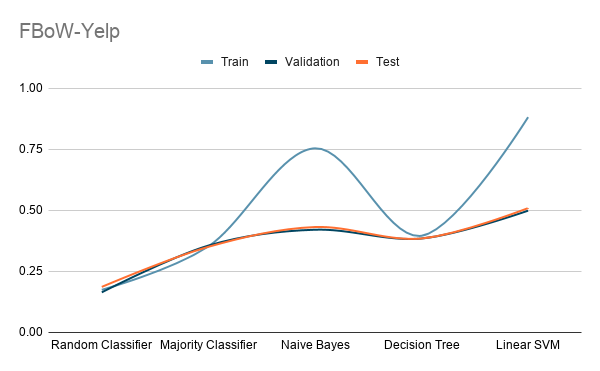 FBoW-Yelp
Train Validation Test
1.00
0.75
0.50
0.25
0.00
Random Classifier Majority Classifier Naive Bayes Decision Tree Linear SVM